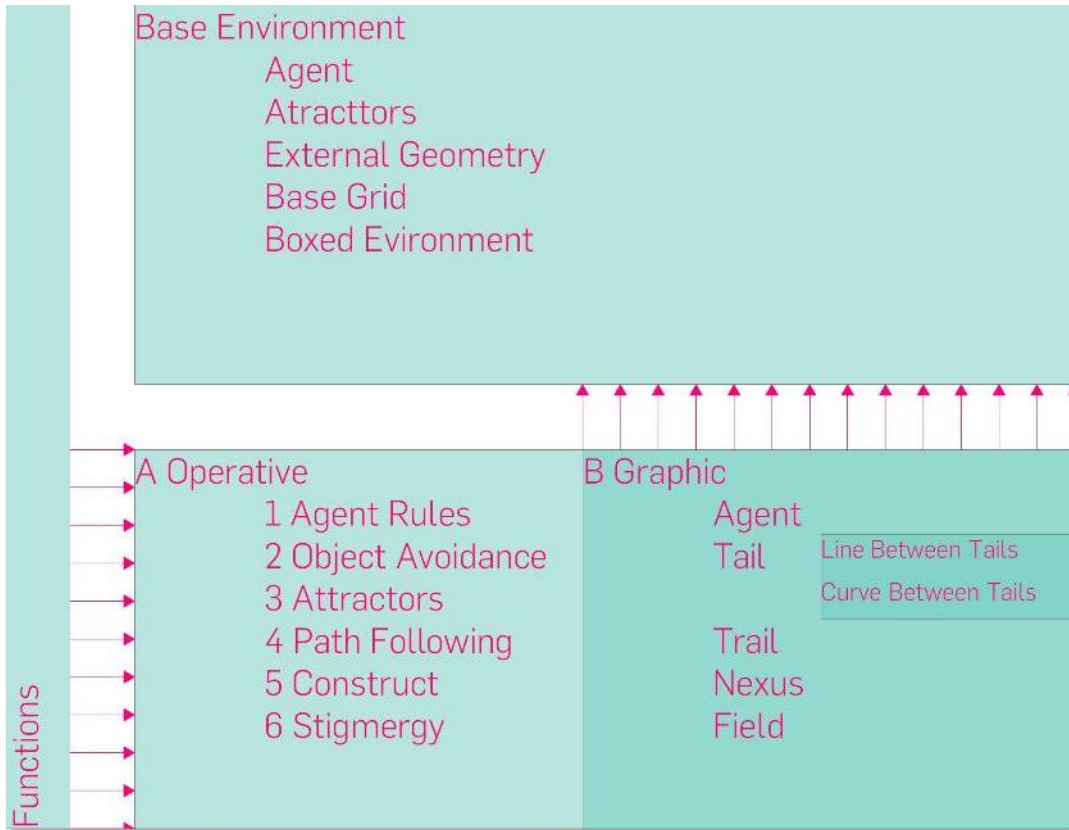 Base Environment
Agent
Atracttors
External Geometry
Base Grid
Boxed Evironment
Functions
A Operative
1 Agent Rules
2 Object Avoidance
3 Attractors
4 Path Following
5 Construct
6 Stigmergy
B Graphic
Agent
Tail
Line Between Tails
Curve Between Tails
Trail
Nexus
Field